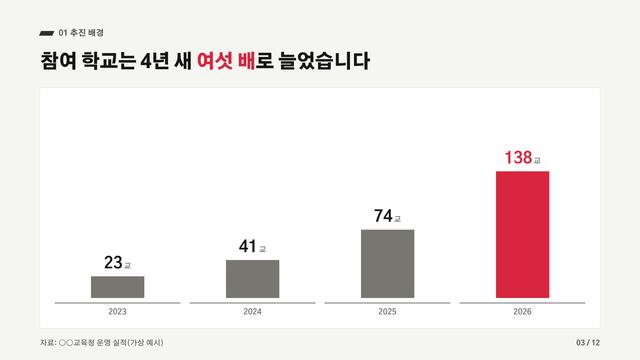 01 추진 배경
참여 학교는 4년 새 여섯 배로 늘었습니다
138교
74교
41교
23교
2023
2024
2025
2026
자료: ○○교육청 운영 실적(가상 예시)
03 / 12